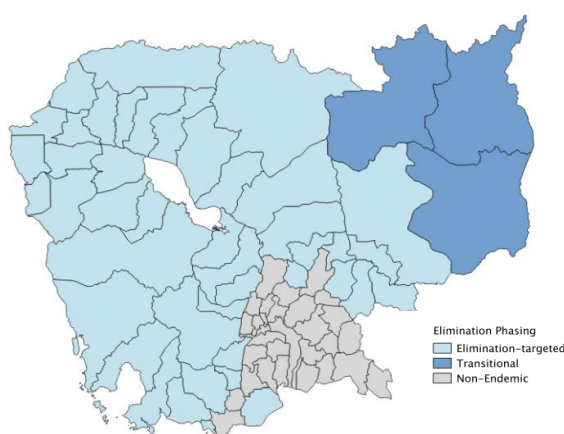 Elimination Phasing
Elimination-targeted
Transitional
Non-Endemic